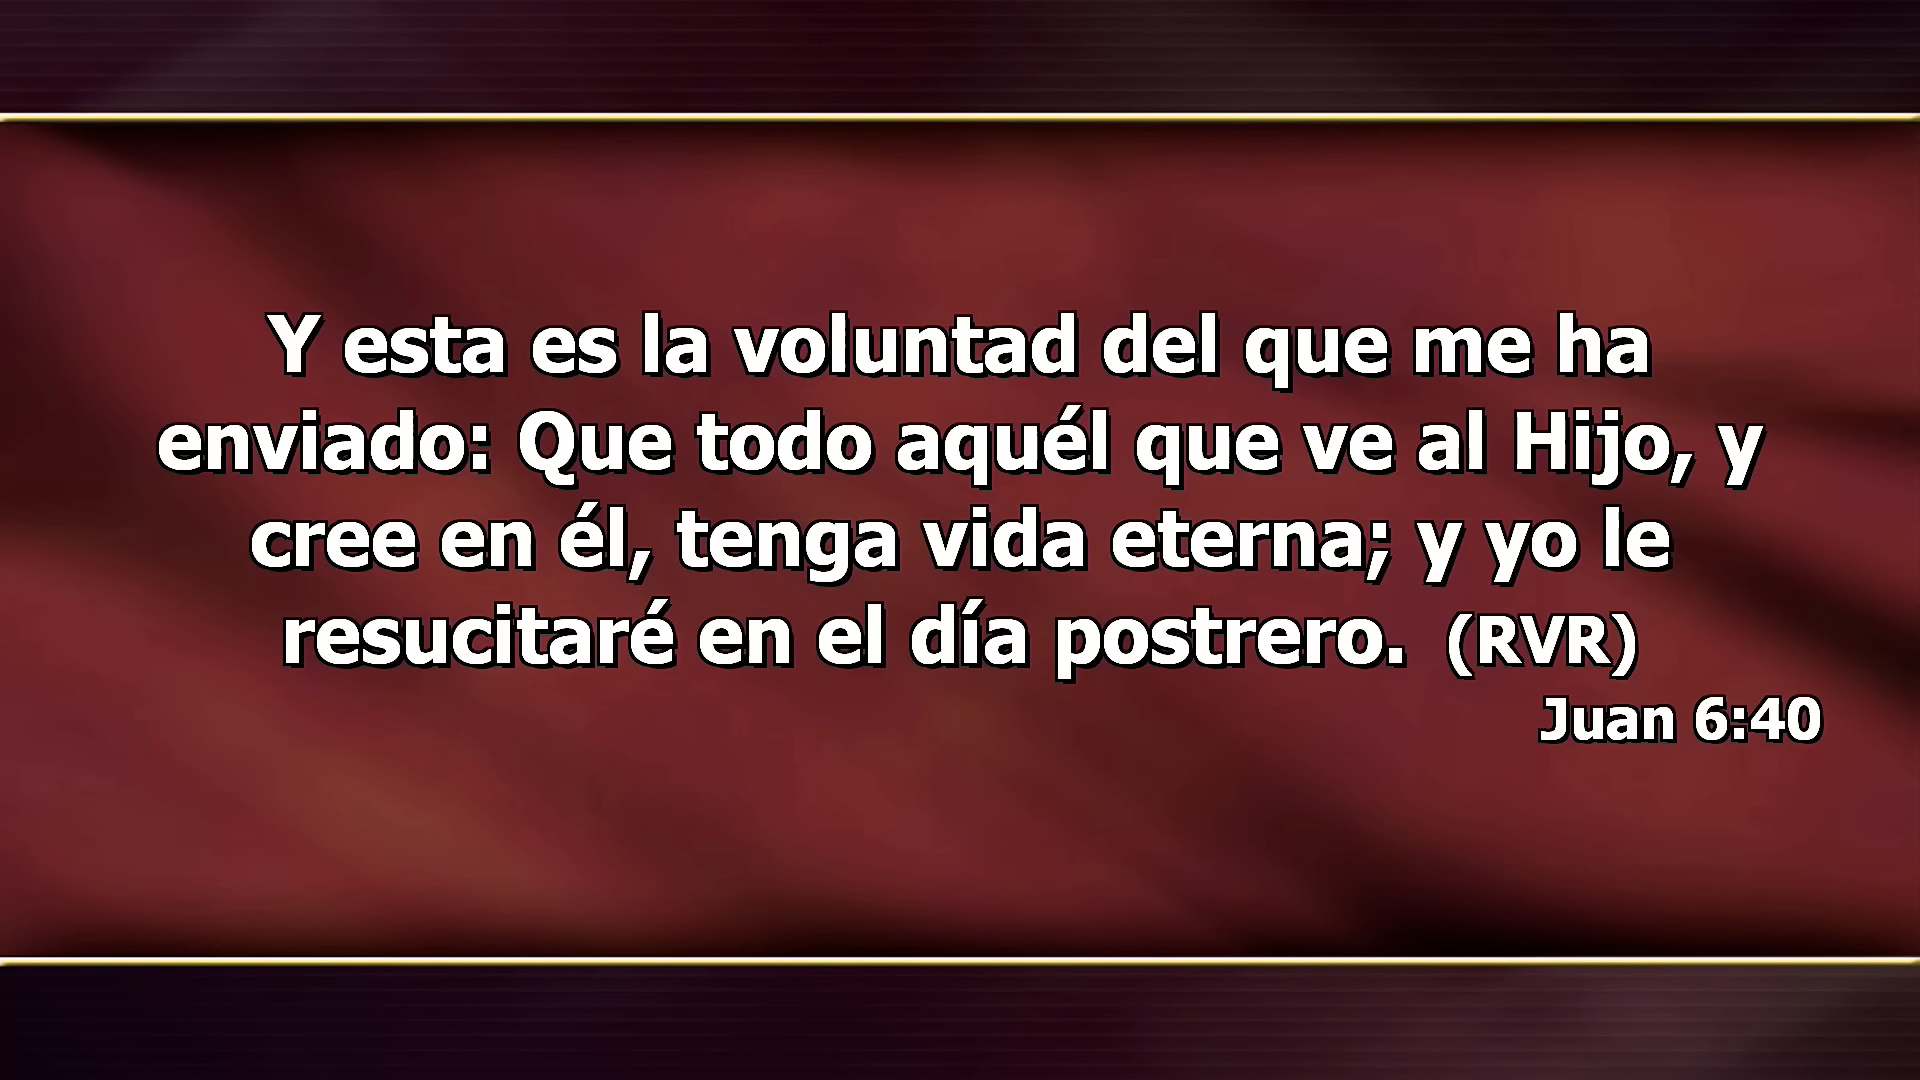 Y esta es la voluntad del que me ha
enviado: Que todo aquél que ve al Hijo, y
cree en él, tenga vida eterna; y yo le
resucitaré en el día postrero. (RVR)
Juan 6:40